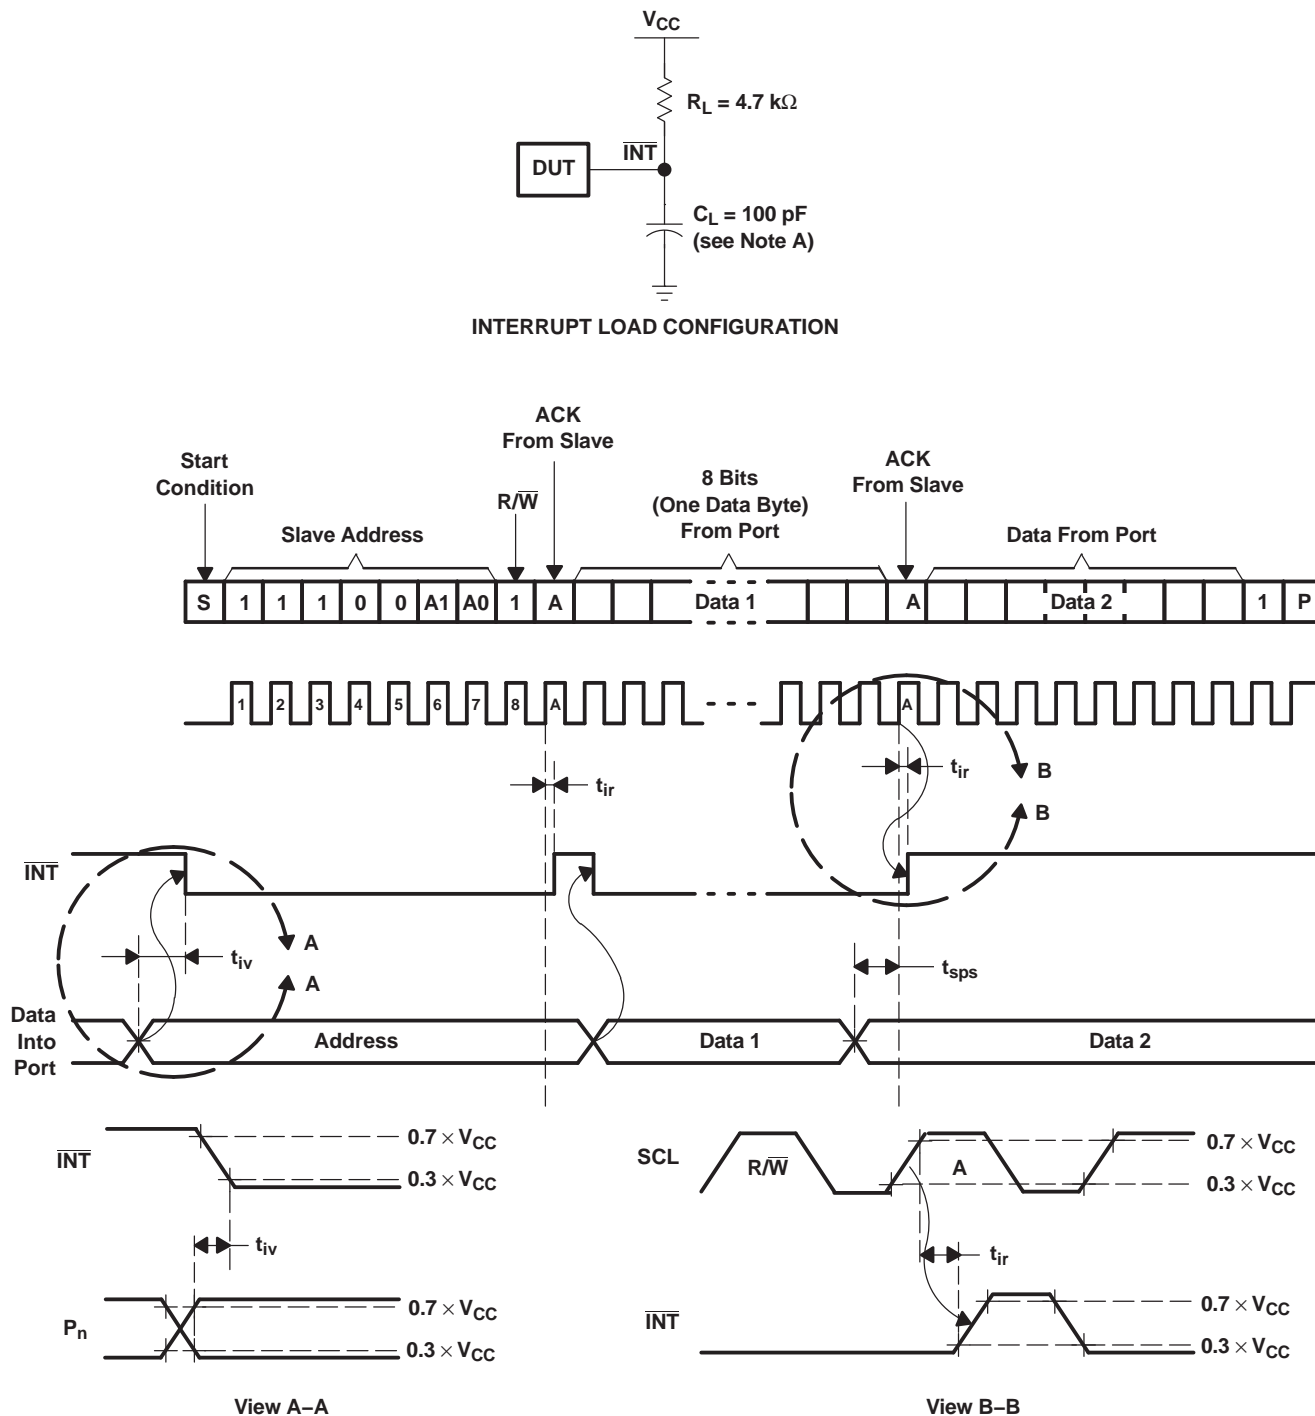 VCC
RL = 4.7 kΩ
INT
DUT
CL = 100 pF
(see Note A)
INTERRUPT LOAD CONFIGURATION
Start
Condition
Slave Address
R/W
ACK
From Slave
8 Bits
(One Data Byte)
From Port
ACK
From Slave
Data From Port
S 1 1 1 0 0 A1 A0 1 A Data 1 A Data 2 1 P
1 2 3 4 5 6 7 8 A A
tir
tir
B
B
INT
A
tiv
A
tsps
Data
Into
Port
Address
Data 1
Data 2
INT
0.7 × VCC
0.3 × VCC
tiv
Pn
0.7 × VCC
0.3 × VCC
View A–A
SCL
R/W
A
0.7 × VCC
0.3 × VCC
tir
INT
0.7 × VCC
0.3 × VCC
View B–B